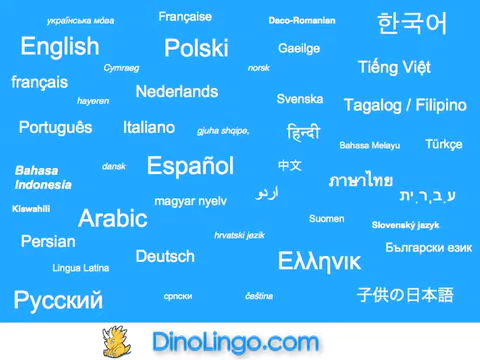 українська мóва
Française
Daco-Romanian
한국어
English
Polski
Gaeilge
Cymraeg
norsk
Tiếng Việt
français
hayeren
Nederlands
Svenska
Tagalog / Filipino
Português
Italiano
gjuha shqipe,
हिन्दी
Bahasa Melayu
Türkçe
Bahasa
Indonesia
dansk
Español
中文
ภาษาไทย
Kiswahili
magyar nyelv
اردو
Arabic
Suomen
Slovenský jazyk
Persian
hrvatski jezik
Български език
Lingua Latina
Deutsch
Ελληνικ
Русский
српски
čeština
子供の日本語
DinoLingo.com